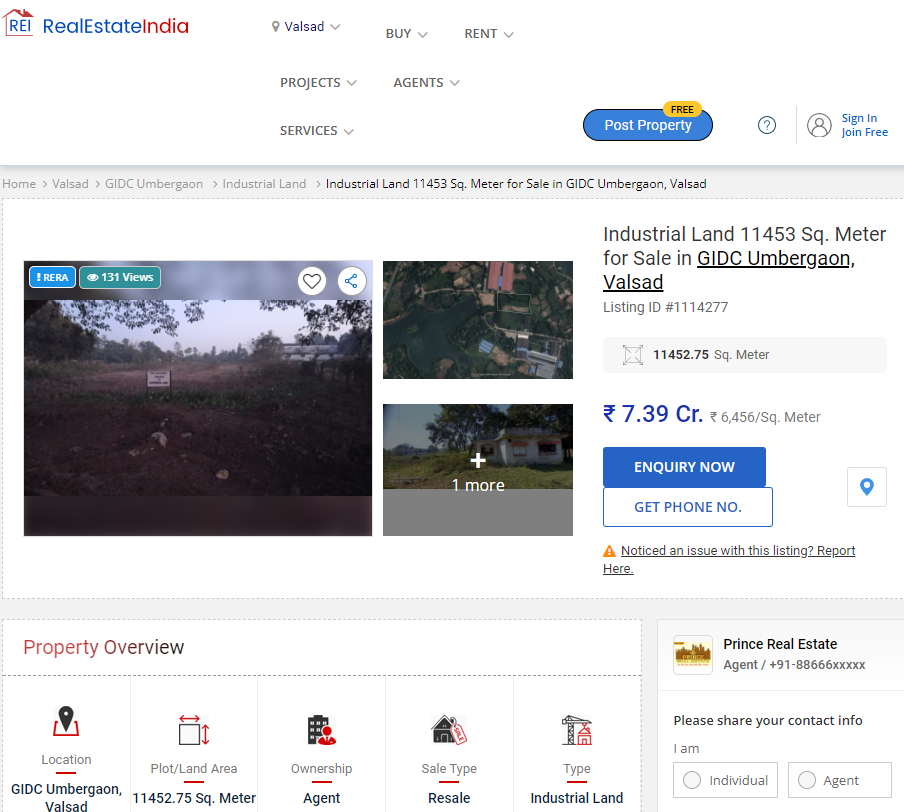 REI RealEstateIndia
Valsad
BUY
RENT
PROJECTS
AGENTS
SERVICES
FREE
Post Property
?
Sign In
Join Free
Home > Valsad > GIDC Umbergaon > Industrial Land > Industrial Land 11453 Sq. Meter for Sale in GIDC Umbergaon, Valsad
! RERA
131 Views
+
1 more
Industrial Land 11453 Sq. Meter
for Sale in GIDC Umbergaon,
Valsad
Listing ID #1114277
11452.75 Sq. Meter
₹ 7.39 Cr. ₹ 6,456/Sq. Meter
ENQUIRY NOW
GET PHONE NO.
Noticed an issue with this listing? Report
Here.
Property Overview
Location
GIDC Umbergaon,
Valsad
Plot/Land Area
11452.75 Sq. Meter
Ownership
Agent
SALE
Sale Type
Resale
Type
Industrial Land
PRINCE
Prince Real Estate
Agent / +91-88666xxxxx
Please share your contact info
I am
Individual
Agent